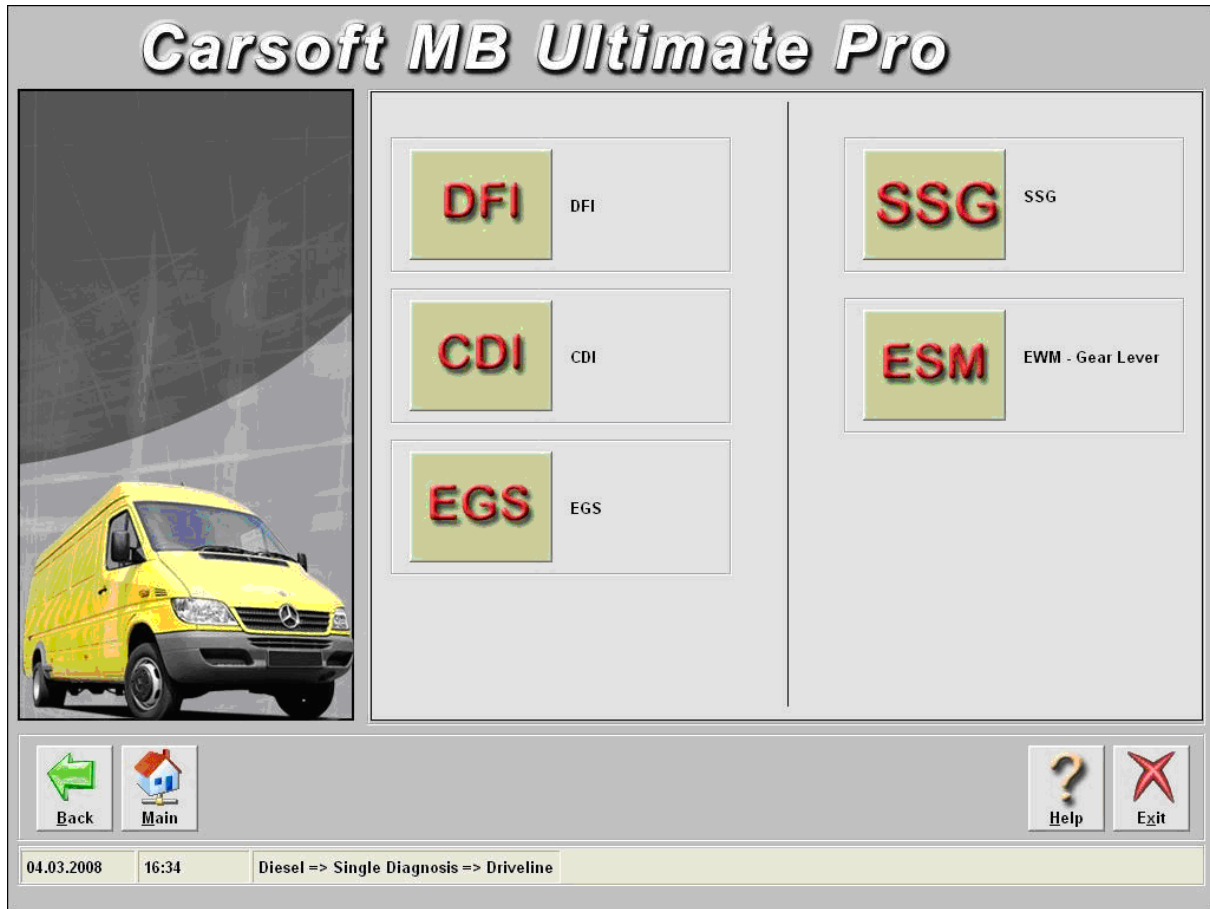 Carsoft MB Ultimate Pro
DFI DFI
CDI CDI
EGS EGS
SSG SSG
ESM EWM - Gear Lever
Back
Main
Help
Exit
04.03.2008 16:34 Diesel => Single Diagnosis => Driveline